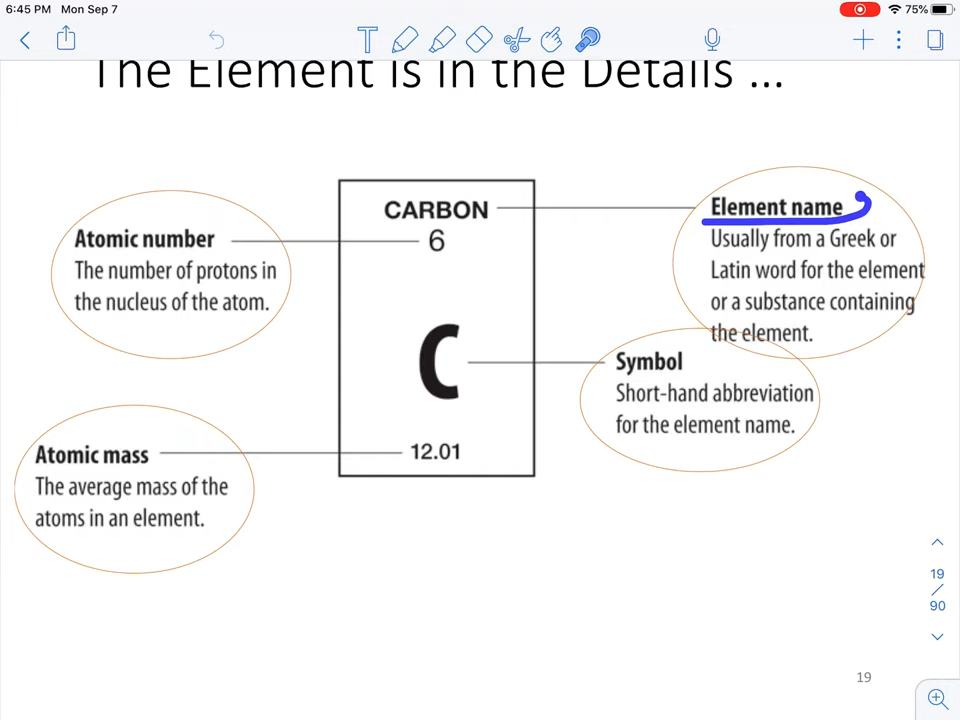 6:45 PM Mon Sep 7
75%
T
The Element is in the Details ...
CARBON
6
C
12.01
Atomic number
The number of protons in
the nucleus of the atom.
Element name
Usually from a Greek or
Latin word for the element
or a substance containing
the element.
Symbol
Short-hand abbreviation
for the element name.
Atomic mass
The average mass of the
atoms in an element.
19
/
90
19